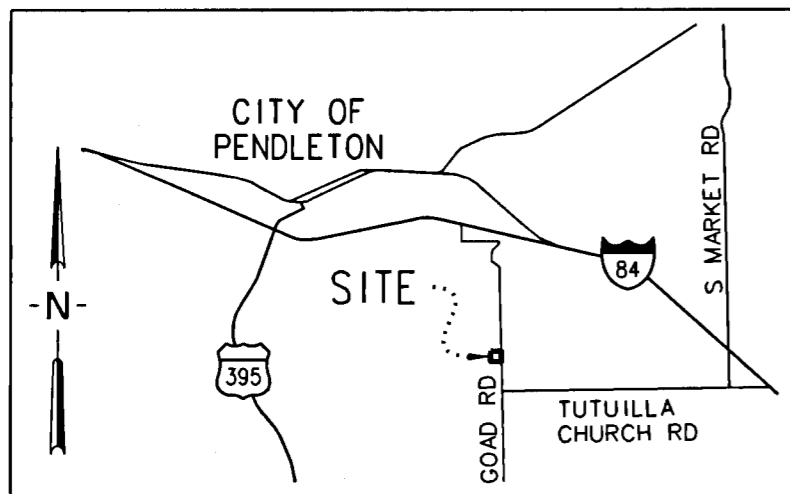 CITY OF
PENDLETON
S MARKET RD
84
SITE
-N-
395
GOAD RD
TUTUILLA
CHURCH RD